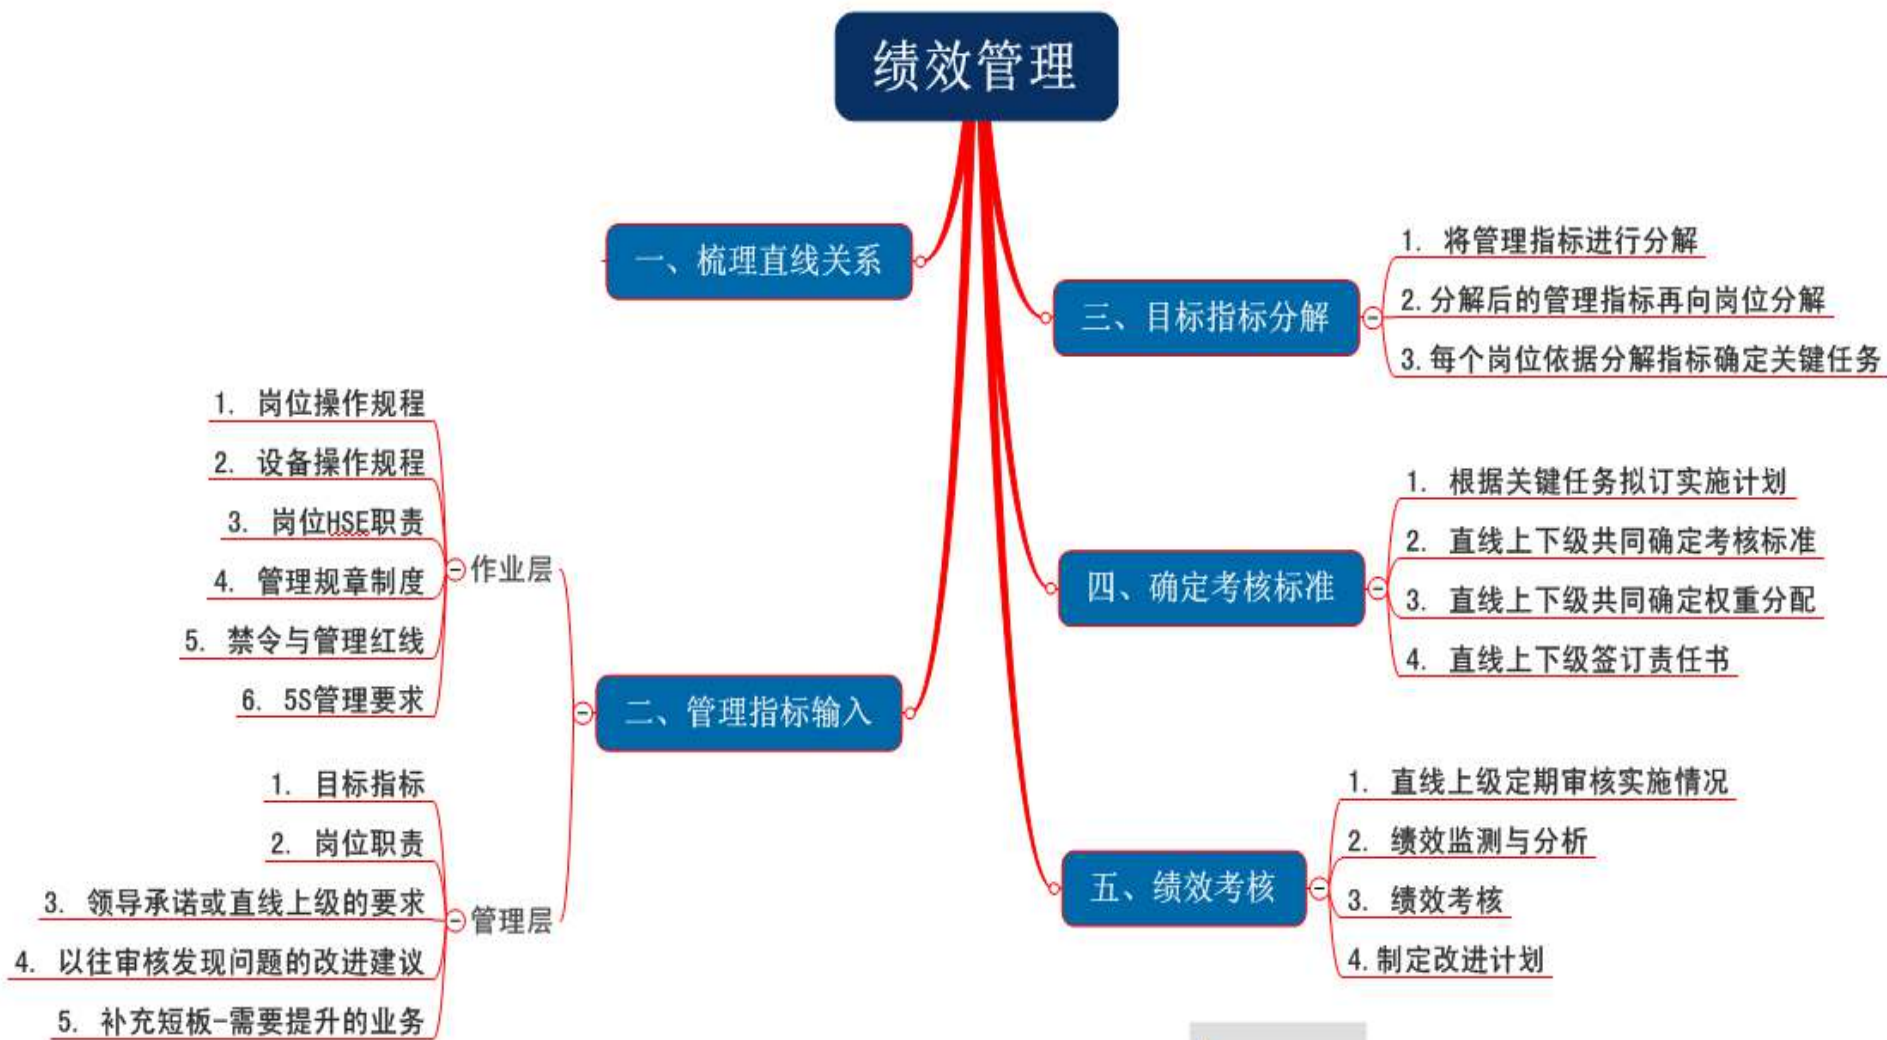 绩效管理
一、梳理直线关系
二、管理指标输入
作业层
1. 岗位操作规程
2. 设备操作规程
3. 岗位HSE职责
4. 管理规章制度
5. 禁令与管理红线
6. 5S管理要求
管理层
1. 目标指标
2. 岗位职责
3. 领导承诺或直线上级的要求
4. 以往审核发现问题的改进建议
5. 补充短板-需要提升的业务
三、目标指标分解
1. 将管理指标进行分解
2.分解后的管理指标再向岗位分解
3.每个岗位依据分解指标确定关键任务
四、确定考核标准
1. 根据关键任务拟订实施计划
2. 直线上下级共同确定考核标准
3. 直线上下级共同确定权重分配
4. 直线上下级签订责任书
五、绩效考核
1. 直线上级定期审核实施情况
2. 绩效监测与分析
3. 绩效考核
4.制定改进计划